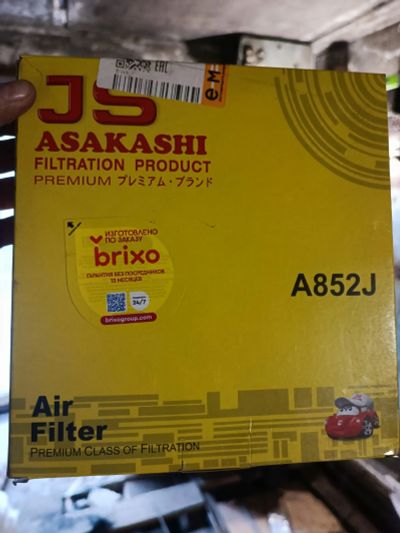 EAC
e-M
JS
ASAKASHI
FILTRATION PRODUCT
PREMIUM プレミアム・ブランド
ИЗГОТОВЛЕНО
ПО ЗАКАЗУ
brixo
ГАРАНТИЯ БЕЗ ПОСРЕДНИКОВ
12 МЕСЯЦЕВ
24/7
brixogroup.com
A852J
Air
Filter
PREMIUM CLASS OF FILTRATION